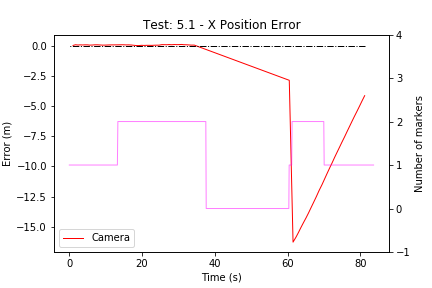 Test: 5.1 - X Position Error
0.0
−2.5
−5.0
−7.5
−10.0
−12.5
−15.0
Error (m)
4
3
2
1
0
−1
Number of markers
Camera
0 20 40 60 80
Time (s)